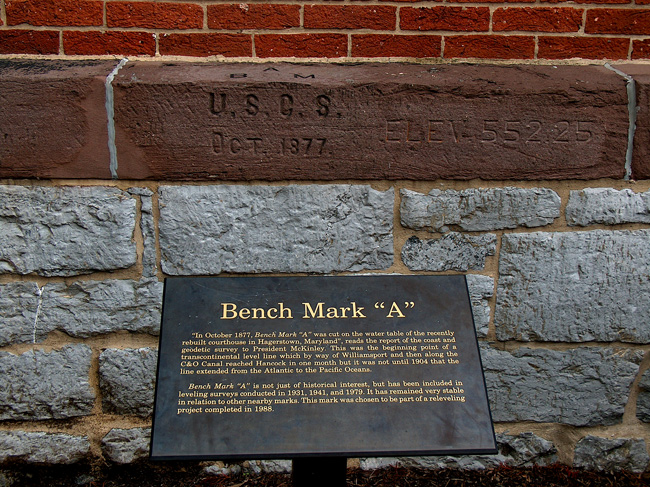 B A M
U.S.C.S.
OCT. 1877.
ELEV. 552.25
Bench Mark “A”
"In October 1877, Bench Mark "A" was cut on the water table of the recently
rebuilt courthouse in Hagerstown, Maryland", reads the report of the coast and
geodetic survey to President McKinley. This was the beginning point of a
transcontinental level line which by way of Williamsport and then along the
C&O Canal reached Hancock in one month but it was not until 1904 that the
line extended from the Atlantic to the Pacific Oceans.
Bench Mark "A" is not just of historical interest, but has been included in
leveling surveys conducted in 1931, 1941, and 1979. It has remained very stable
in relation to other nearby marks. This mark was chosen to be part of a releveling
project completed in 1988.